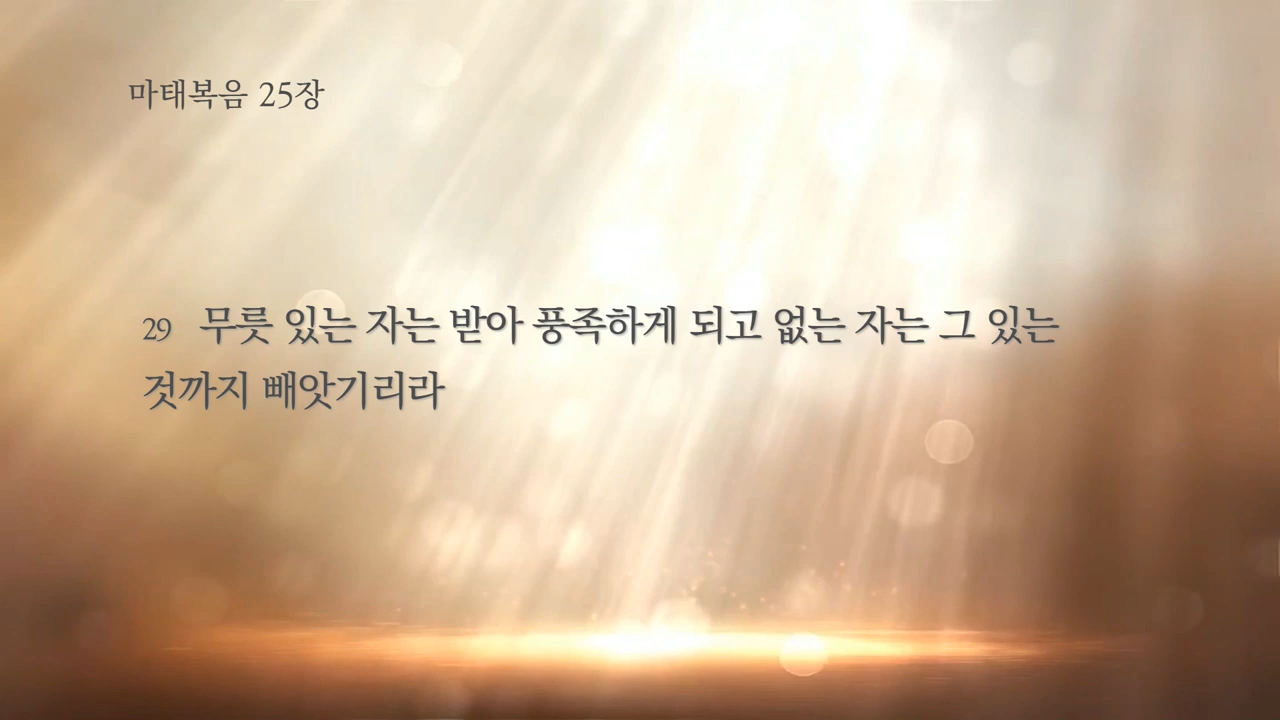 마태복음 25장
29 무릇 있는 자는 받아 풍족하게 되고 없는 자는 그 있는
것까지 빼앗기리라